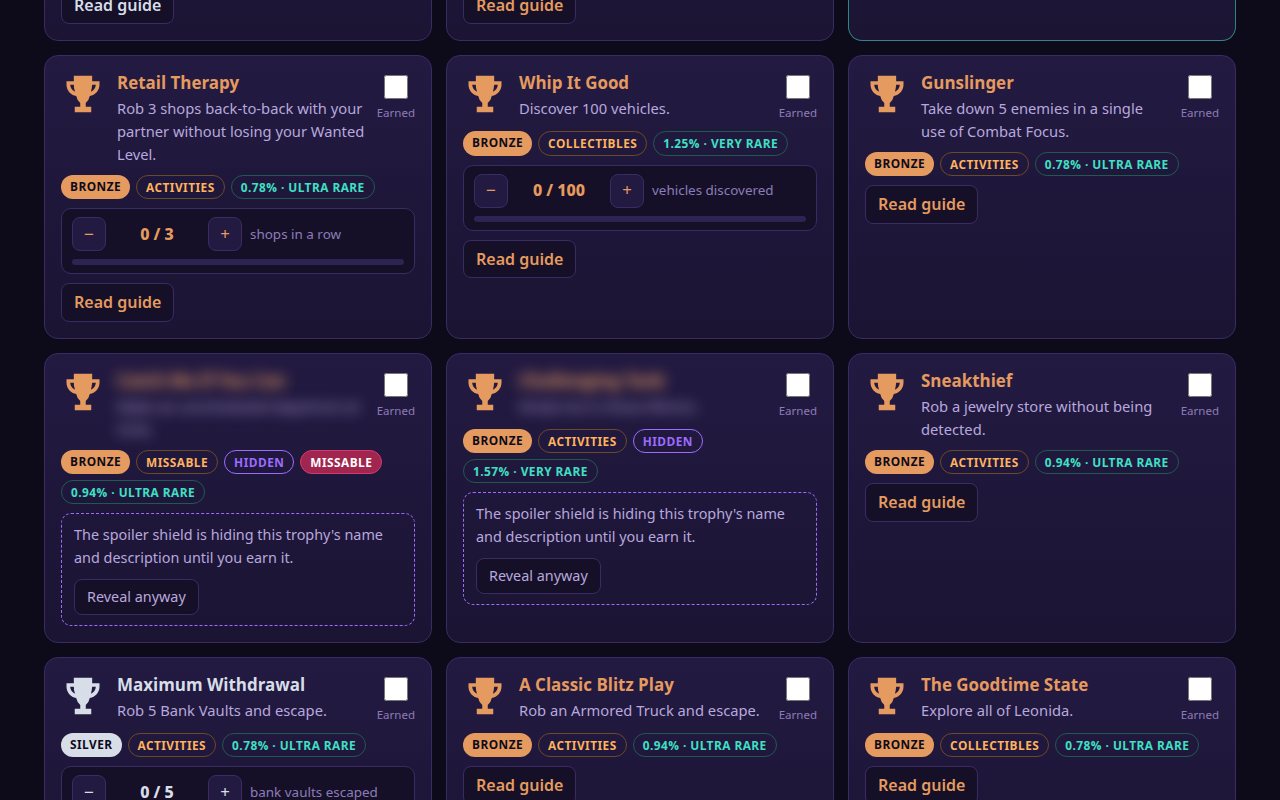 Read guide
Read guide
Retail Therapy
Rob 3 shops back-to-back with your
partner without losing your Wanted
Level.
Earned
BRONZE
ACTIVITIES
0.78% · ULTRA RARE
−
0 / 3
+
shops in a row
Read guide
Whip It Good
Discover 100 vehicles.
Earned
BRONZE
COLLECTIBLES
1.25% · VERY RARE
−
0 / 100
+
vehicles discovered
Read guide
Gunslinger
Take down 5 enemies in a single
use of Combat Focus.
Earned
BRONZE
ACTIVITIES
0.78% · ULTRA RARE
Read guide
Earned
BRONZE
MISSABLE
HIDDEN
MISSABLE
0.94% · ULTRA RARE
The spoiler shield is hiding this trophy's name
and description until you earn it.
Reveal anyway
Earned
BRONZE
ACTIVITIES
HIDDEN
1.57% · VERY RARE
The spoiler shield is hiding this trophy's name
and description until you earn it.
Reveal anyway
Sneakthief
Rob a jewelry store without being
detected.
Earned
BRONZE
ACTIVITIES
0.94% · ULTRA RARE
Read guide
Maximum Withdrawal
Rob 5 Bank Vaults and escape.
Earned
SILVER
ACTIVITIES
0.78% · ULTRA RARE
−
0 / 5
+
bank vaults escaped
A Classic Blitz Play
Rob an Armored Truck and escape.
Earned
BRONZE
ACTIVITIES
0.94% · ULTRA RARE
Read guide
The Goodtime State
Explore all of Leonida.
Earned
BRONZE
COLLECTIBLES
0.78% · ULTRA RARE
Read guide